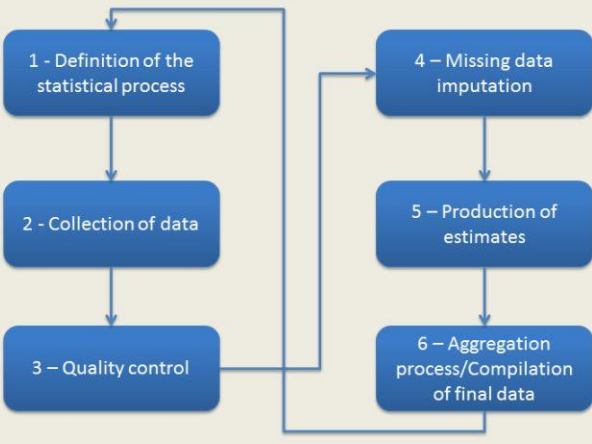 1 - Definition of the
statistical process
2 - Collection of data
3 – Quality control
4 – Missing data
imputation
5 – Production of
estimates
6 – Aggregation
process/Compilation
of final data